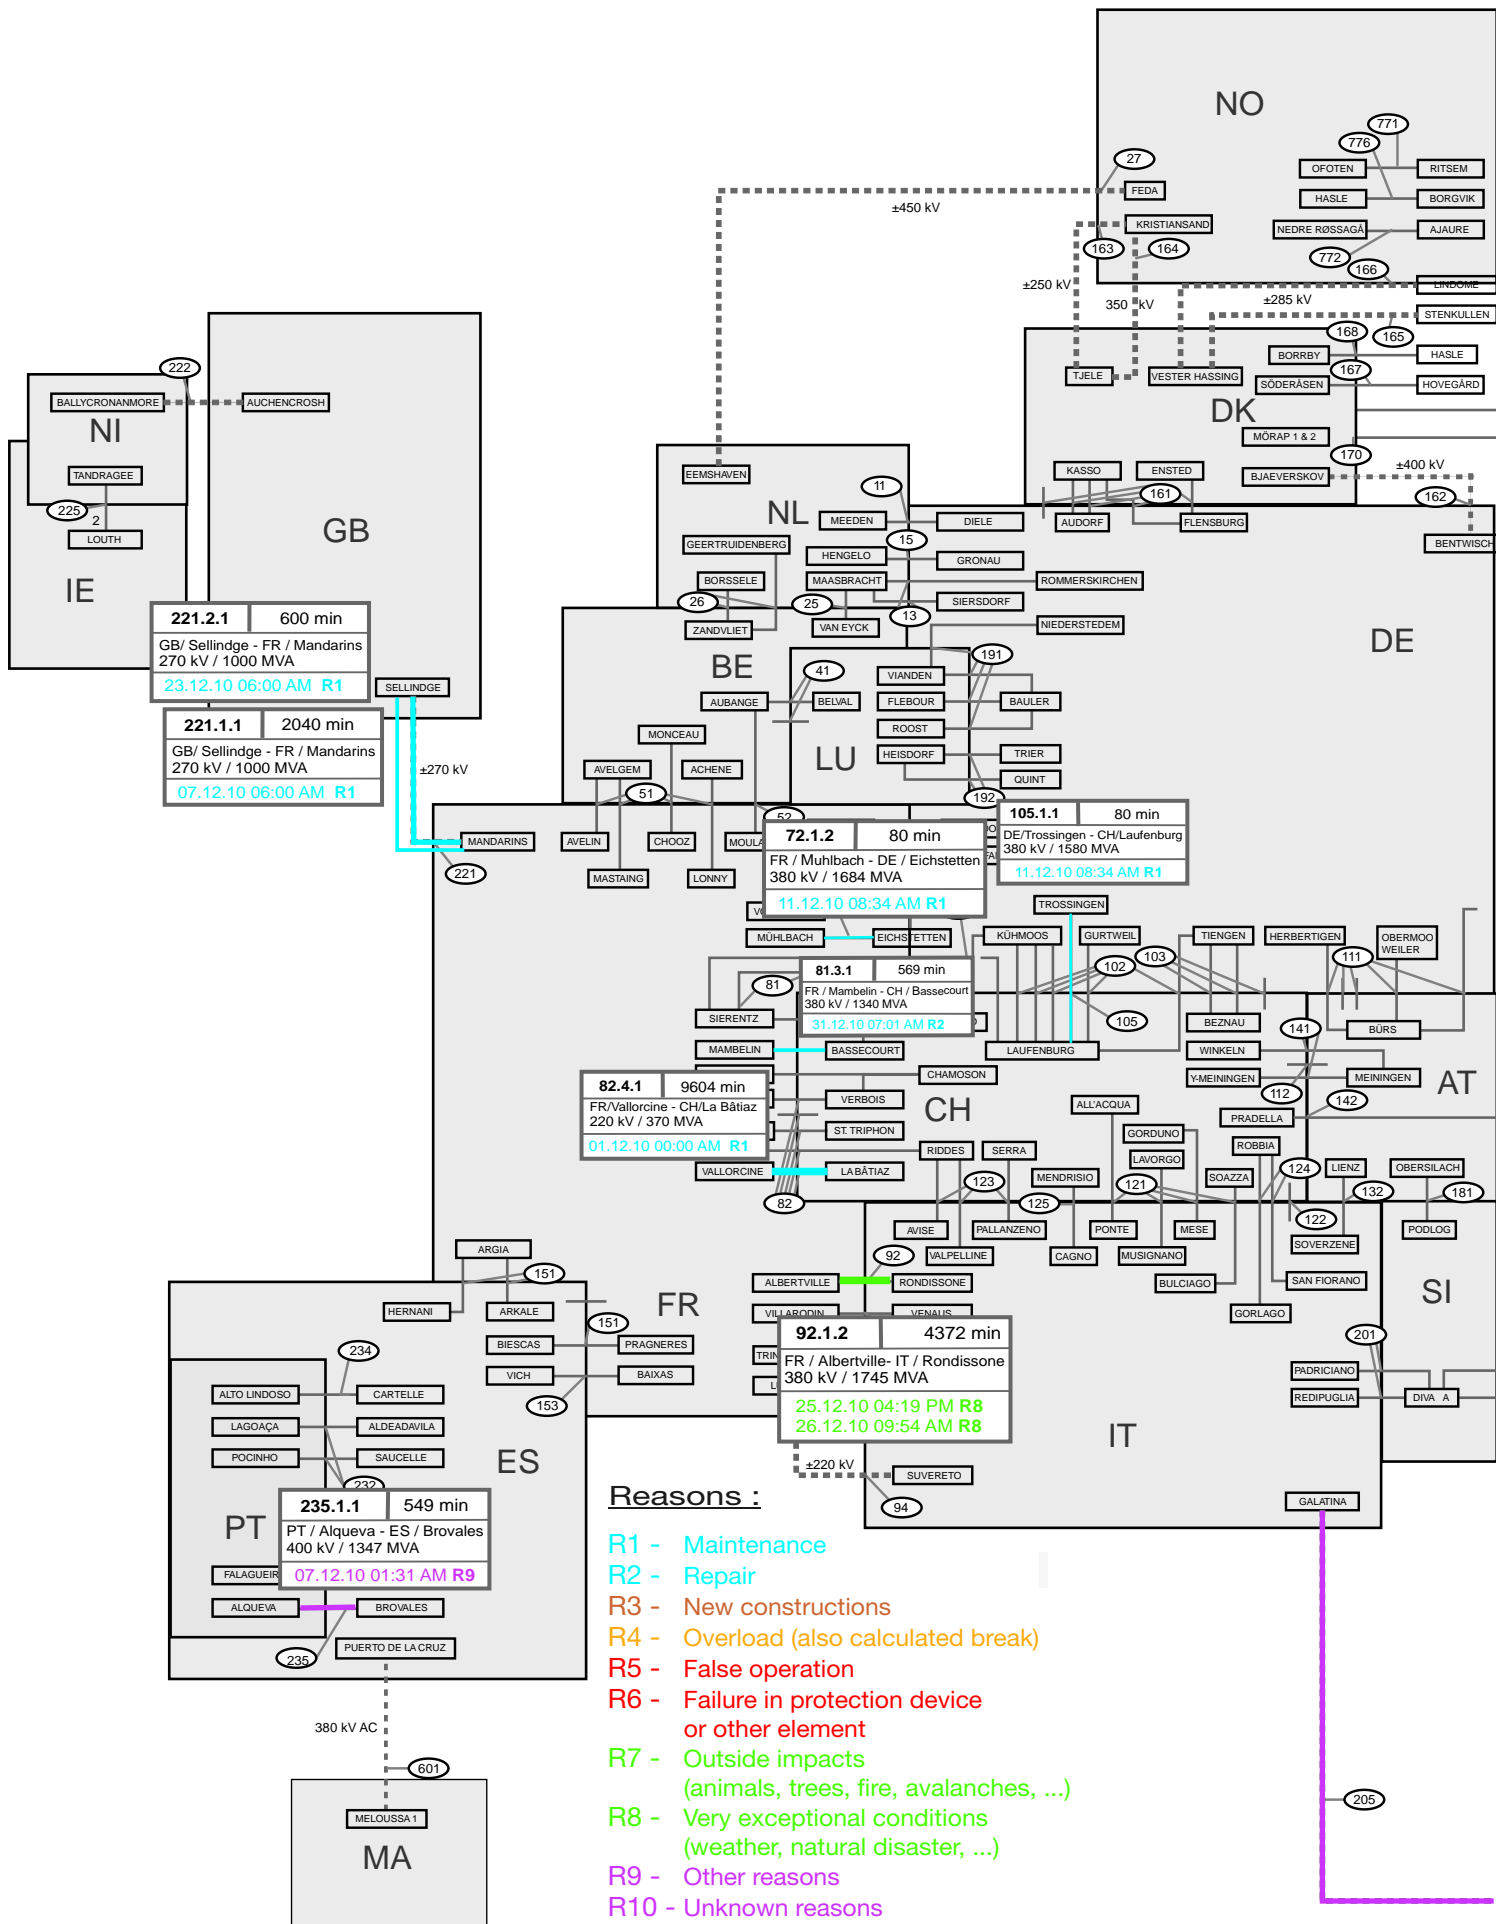 NO
771
776
27
OFOTEN
RITSEM
FEDA
HASLE
BORGVIK
±450 kV
KRISTIANSAND
NEDRE RØSSAGÅ
AJAURE
163
164
772
166
±250 kV
LINDOME
350 kV
±285 kV
STENKULLEN
168
165
BORRBY
HASLE
222
167
TJELE
VESTER HASSING
SÖDERÅSEN
HOVEGÅRD
BALLYCRONANMORE
AUCHENCROSH
DK
NI
MÖRAP 1 & 2
170
±400 kV
TANDRAGEE
EEMSHAVEN
KASSO
ENSTED
BJAEVERSKOV
11
161
162
225
2
NL
MEEDEN
DIELE
AUDORF
FLENSBURG
GB
LOUTH
15
GEERTRUIDENBERG
BENTWISCH
HENGELO
GRONAU
IE
BORSSELE
MAASBRACHT
ROMMERSKIRCHEN
26
25
SIERSDORF
13
221.2.1
600 min
ZANDVLIET
VAN EYCK
NIEDERSTEDEM
GB/ Sellindge - FR / Mandarins
270 kV / 1000 MVA
DE
23.12.10 06:00 AM R1
BE
191
41
VIANDEN
SELLINDGE
AUBANGE
BELVAL
FLEBOUR
BAULER
221.1.1
2040 min
MONCEAU
ROOST
GB/ Sellindge - FR / Mandarins
270 kV / 1000 MVA
LU
HEISDORF
TRIER
±270 kV
AVELGEM
ACHENE
QUINT
07.12.10 06:00 AM R1
51
192
52
105.1.1
80 min
MANDARINS
AVELIN
CHOOZ
MOULA
72.1.2
80 min
DE/Trossingen - CH/Laufenburg
380 kV / 1580 MVA
221
FR / Muhlbach - DE / Eichstetten
380 kV / 1684 MVA
11.12.10 08:34 AM R1
MASTAING
LONNY
11.12.10 08:34 AM R1
TROSSINGEN
MÜHLBACH
EICHSTETTEN
KÜHMOOS
GURTWEIL
TIENGEN
HERBERTIGEN
OBERMOO
WEILER
103
111
102
81
81.3.1
569 min
FR / Mambelin - CH / Bassecourt
380 kV / 1340 MVA
31.12.10 07:01 AM R2
SIERENTZ
105
BEZNAU
141
BÜRS
MAMBELIN
BASSECOURT
LAUFENBURG
WINKELN
CHAMOSON
Y-MEININGEN
MEININGEN
AT
82.4.1
9604 min
112
142
VERBOIS
CH
ALL'ACQUA
FR/Vallorcine - CH/La Bâtiaz
220 kV / 370 MVA
PRADELLA
ST. TRIPHON
GORDUNO
01.12.10 00:00 AM R1
RIDDES
SERRA
ROBBIA
LAVORGO
VALLORCINE
LA BÂTIAZ
MENDRISIO
SOAZZA
124
LIENZ
OBERSILACH
123
121
132
181
82
125
122
AVISE
PALLANZENO
PONTE
MESE
PODLOG
ARGIA
92
VALPELLINE
CAGNO
MUSIGNANO
SOVERZENE
151
ALBERTVILLE
RONDISSONE
BULCIAGO
SAN FIORANO
HERNANI
ARKALE
FR
SI
VILLARODIN
VENAUS
GORLAGO
151
92.1.2
4372 min
201
234
BIESCAS
PRAGNERES
FR / Albertville- IT / Rondissone
380 kV / 1745 MVA
PADRICIANO
VICH
BAIXAS
ALTO LINDOSO
CARTELLE
25.12.10 04:19 PM R8
26.12.10 09:54 AM R8
REDIPUGLIA
DIVA A
153
LAGOAÇA
ALDEADAVILA
IT
POCINHO
SAUCELLE
ES
±220 kV
SUVERETO
232
94
GALATINA
235.1.1
549 min
Reasons :
PT
PT / Alqueva - ES / Brovales
400 kV / 1347 MVA
R1 - Maintenance
FALAGUEIR
07.12.10 01:31 AM R9
R2 - Repair
ALQUEVA
BROVALES
R3 - New constructions
R4 - Overload (also calculated break)
PUERTO DE LA CRUZ
235
R5 - False operation
R6 - Failure in protection device
or other element
380 kV AC
R7 - Outside impacts
(animals, trees, fire, avalanches, ...)
601
205
MELOUSSA 1
R8 - Very exceptional conditions
(weather, natural disaster, ...)
MA
R9 - Other reasons
R10 - Unknown reasons